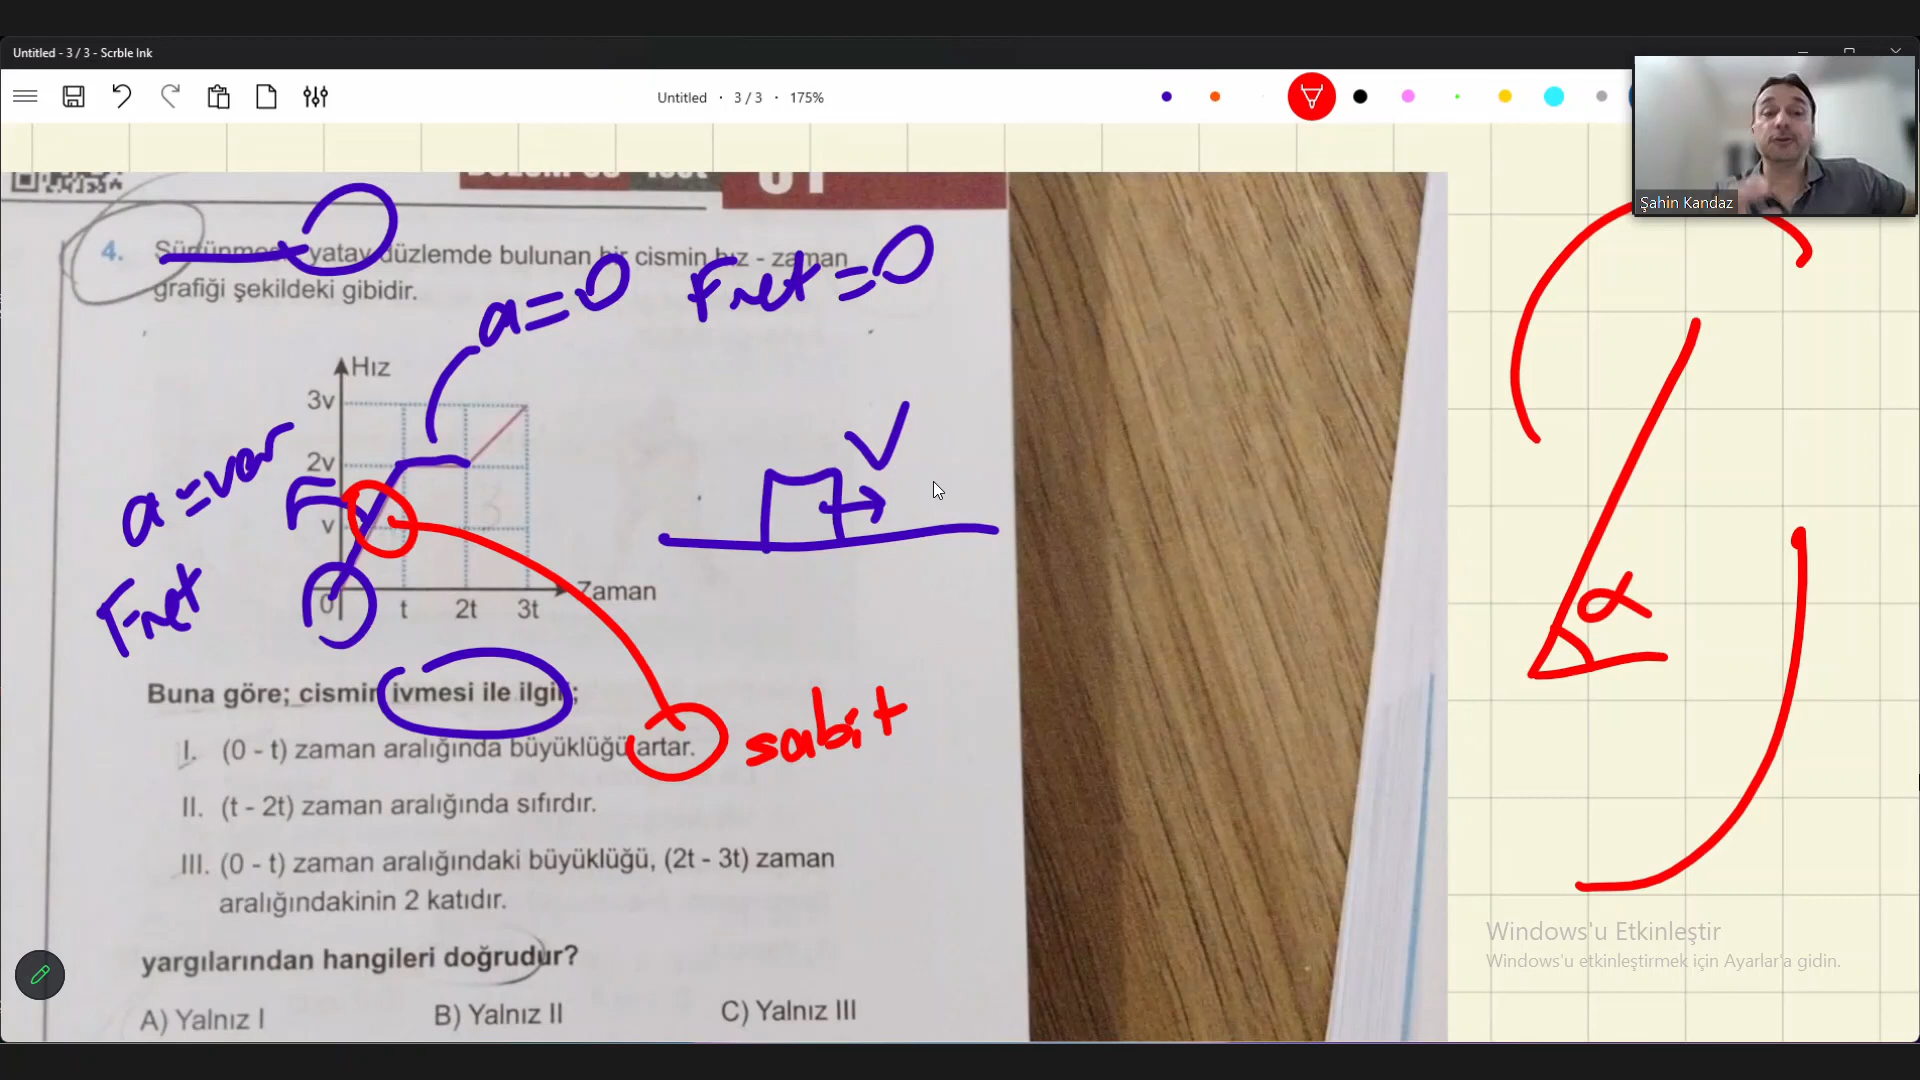 Untitled - 3 / 3 - Scrble Ink
Untitled · 3 / 3 · 175%
Şahin Kandaz
4. Sürtünmesiz yatay düzlemde bulunan bir cismin hız - zaman
grafiği şekildeki gibidir.
a=0 Fnet=0
Hız
3v
2v
v
0 t 2t 3t
Zaman
a=var
Fnet
V
α
Buna göre; cismin ivmesi ile ilgili;
I. (0 - t) zaman aralığında büyüklüğü artar.
sabit
II. (t - 2t) zaman aralığında sıfırdır.
III. (0 - t) zaman aralığındaki büyüklüğü, (2t - 3t) zaman
aralığındakinin 2 katıdır.
yargılarından hangileri doğrudur?
A) Yalnız I B) Yalnız II C) Yalnız III
Windows'u Etkinleştir
Windows'u etkinleştirmek için Ayarlar'a gidin.